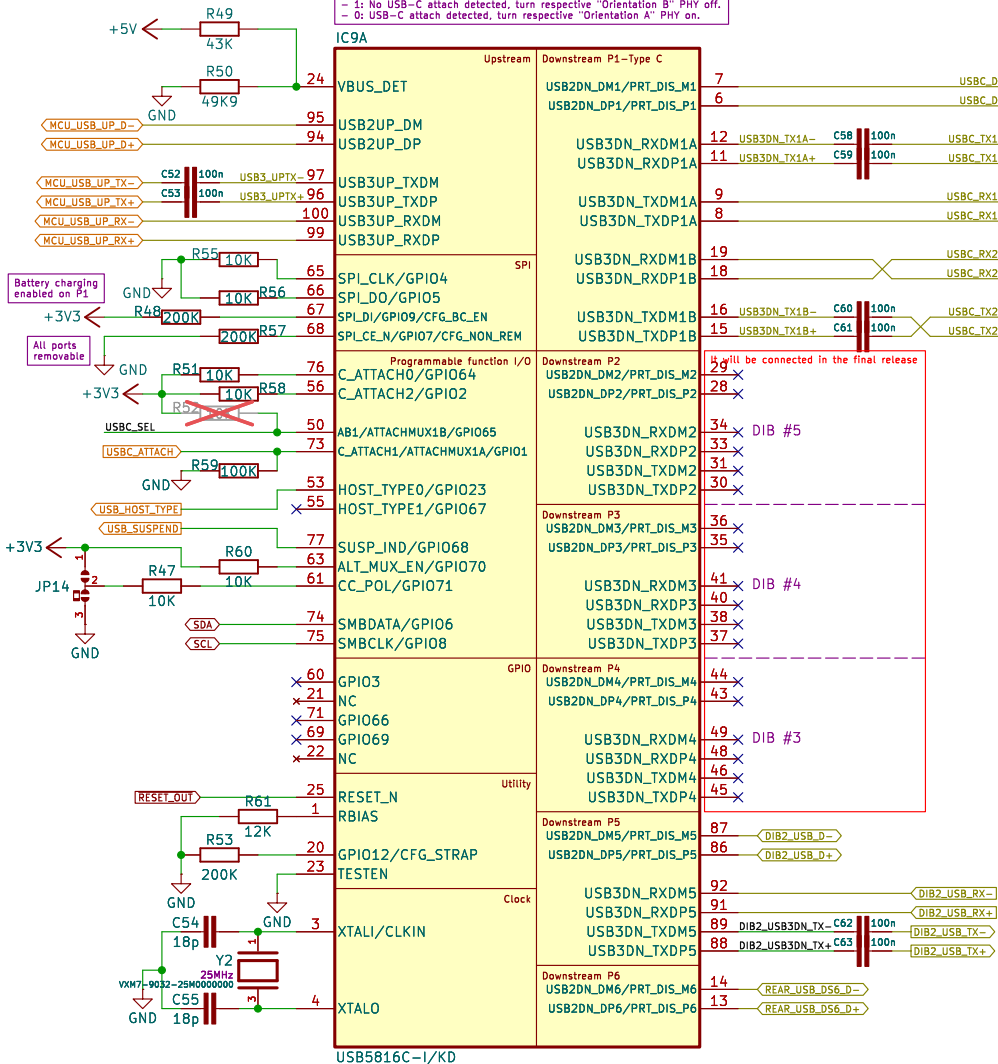 - 1: No USB-C attach detected, turn respective "Orientation B" PHY off.
- 0: USB-C attach detected, turn respective "Orientation A" PHY on.
IC9A
+5V
R49
43K
R50
49K9
GND
24
VBUS_DET
MCU_USB_UP_D-
95
USB2UP_DM
MCU_USB_UP_D+
94
USB2UP_DP
MCU_USB_UP_TX-
C52
100n
USB3_UPTX-
97
USB3UP_TXDM
MCU_USB_UP_TX+
C53
100n
USB3_UPTX+
96
USB3UP_TXDP
MCU_USB_UP_RX-
100
USB3UP_RXDM
MCU_USB_UP_RX+
99
USB3UP_RXDP
Upstream
SPI
R55
10K
65
SPI_CLK/GPIO4
GND
10K
R56
66
SPI_DO/GPIO5
Battery charging
enabled on P1
+3V3
R48
200K
67
SPI_DI/GPIO9/CFG_BC_EN
200K
R57
68
SPI_CE_N/GPIO7/CFG_NON_REM
All ports
removable
GND
Programmable function I/O
R51
10K
76
C_ATTACH0/GPIO64
+3V3
10K
R58
56
C_ATTACH2/GPIO2
USBC_SEL
50
AB1/ATTACHMUX1B/GPIO65
USBC_ATTACH
73
C_ATTACH1/ATTACHMUX1A/GPIO1
R59
100K
GND
53
HOST_TYPE0/GPIO23
USB_HOST_TYPE
55
HOST_TYPE1/GPIO67
USB_SUSPEND
77
SUSP_IND/GPIO68
+3V3
R60
10K
63
ALT_MUX_EN/GPIO70
JP14
1
2
3
R47
10K
61
CC_POL/GPIO71
GND
SDA
74
SMBDATA/GPIO6
SCL
75
SMBCLK/GPIO8
GPIO
60
GPIO3
21
NC
71
GPIO66
69
GPIO69
22
NC
Utility
RESET_OUT
25
RESET_N
R61
12K
1
RBIAS
R53
200K
20
GPIO12/CFG_STRAP
23
TESTEN
GND
GND
Clock
C54
18p
3
XTALI/CLKIN
1
Y2
25MHz
VXM7-9032-25M0000000
3
GND
C55
18p
4
XTALO
USB5816C-I/KD
Downstream P1-Type C
USB2DN_DM1/PRT_DIS_M1
7
USBC_D
USB2DN_DP1/PRT_DIS_P1
6
USBC_D
USB3DN_RXDM1A
12
USB3DN_TX1A-
C58
100n
USBC_TX1
USB3DN_RXDP1A
11
USB3DN_TX1A+
C59
100n
USBC_TX1
USB3DN_TXDM1A
9
USBC_RX1
USB3DN_TXDP1A
8
USBC_RX1
USB3DN_RXDM1B
19
USBC_RX2
USB3DN_RXDP1B
18
USBC_RX2
USB3DN_TXDM1B
16
USB3DN_TX1B-
C60
100n
USBC_TX2
USB3DN_TXDP1B
15
USB3DN_TX1B+
C61
100n
USBC_TX2
Downstream P2
It will be connected in the final release
USB2DN_DM2/PRT_DIS_M2
29
USB2DN_DP2/PRT_DIS_P2
28
USB3DN_RXDM2
34
DIB #5
USB3DN_RXDP2
33
USB3DN_TXDM2
31
USB3DN_TXDP2
30
Downstream P3
USB2DN_DM3/PRT_DIS_M3
36
USB2DN_DP3/PRT_DIS_P3
35
USB3DN_RXDM3
41
DIB #4
USB3DN_RXDP3
40
USB3DN_TXDM3
38
USB3DN_TXDP3
37
Downstream P4
USB2DN_DM4/PRT_DIS_M4
44
USB2DN_DP4/PRT_DIS_P4
43
USB3DN_RXDM4
49
DIB #3
USB3DN_RXDP4
48
USB3DN_TXDM4
46
USB3DN_TXDP4
45
Downstream P5
USB2DN_DM5/PRT_DIS_M5
87
DIB2_USB_D-
USB2DN_DP5/PRT_DIS_P5
86
DIB2_USB_D+
USB3DN_RXDM5
92
DIB2_USB_RX-
USB3DN_RXDP5
91
DIB2_USB_RX+
USB3DN_TXDM5
89
DIB2_USB3DN_TX-
C62
100n
DIB2_USB_TX-
USB3DN_TXDP5
88
DIB2_USB3DN_TX+
C63
100n
DIB2_USB_TX+
Downstream P6
USB2DN_DM6/PRT_DIS_M6
14
REAR_USB_DS6_D-
USB2DN_DP6/PRT_DIS_P6
13
REAR_USB_DS6_D+